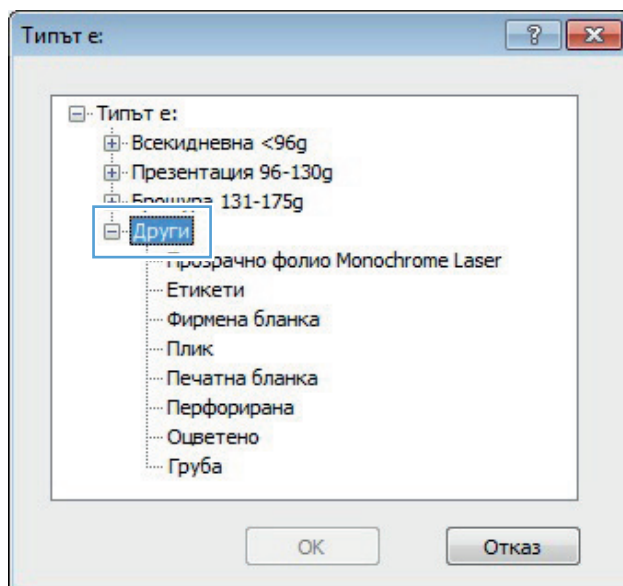 Типът е:
Типът е:
Всекидневна <96g
Презентация 96-130g
Брошура 131-175g
Други
Прозрачно фолио Monochrome Laser
Етикети
Фирмена бланка
Плик
Печатна бланка
Перфорирана
Оцветено
Груба
OK
Отказ